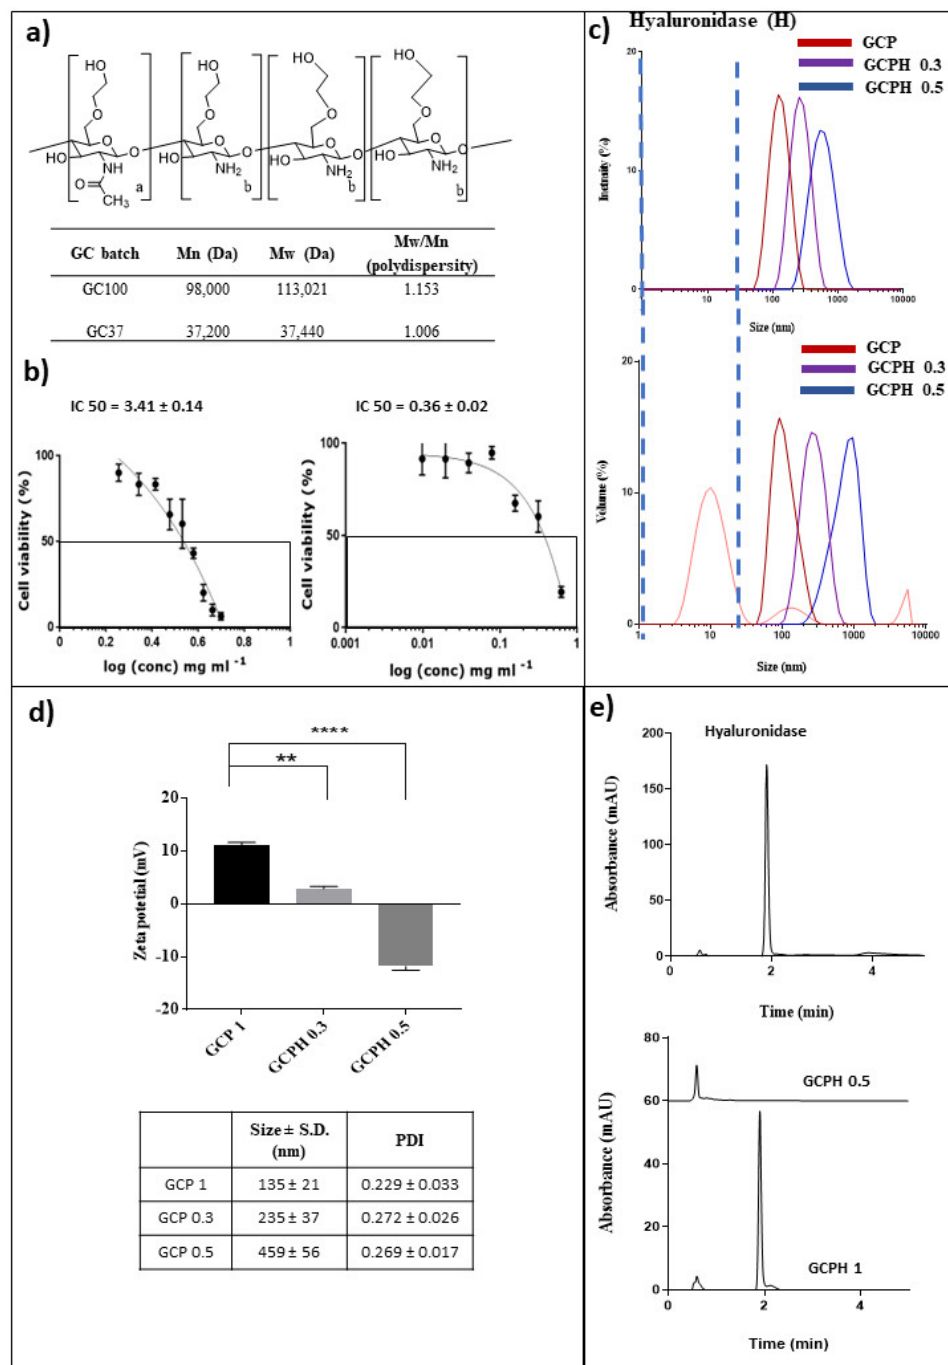 a)
HO
HO
HO
HO
O
O
O
O
O
O
O
O
HO
HO
HO
HO
NH
NH2
NH2
NH2
O
CH3
a
b
b
b
GC batch Mn (Da) Mw (Da) Mw/Mn (polydispersity)
GC100 98,000 113,021 1.153
GC37 37,200 37,440 1.006
b)
IC 50 = 3.41 ± 0.14
Cell viability (%)
100
50
0
0 0.2 0.4 0.6 0.8 1
log (conc) mg ml -1
IC 50 = 0.36 ± 0.02
Cell viability (%)
100
50
0
0.001 0.01 0.1 1
log (conc) mg ml -1
c)
Hyaluronidase (H)
GCP
GCPH 0.3
GCPH 0.5
20
10
0
1 10 100 1000 10000
Size (nm)
GCP
GCPH 0.3
GCPH 0.5
Volume (%)
20
10
0
1 10 100 1000 10000
Size (nm)
d)
****
**
Zeta potetial (mV)
20
10
0
-10
-20
GCP 1
GCPH 0.3
GCPH 0.5
Size ± S.D. (nm) PDI
GCP 1 135 ± 21 0.229 ± 0.033
GCP 0.3 235 ± 37 0.272 ± 0.026
GCP 0.5 459 ± 56 0.269 ± 0.017
e)
Hyaluronidase
Absorbance (mAU)
200
150
100
50
0
0 2 4
Time (min)
GCPH 0.5
Absorbance (mAU)
80
60
40
20
0
GCPH 1
0 2 4
Time (min)